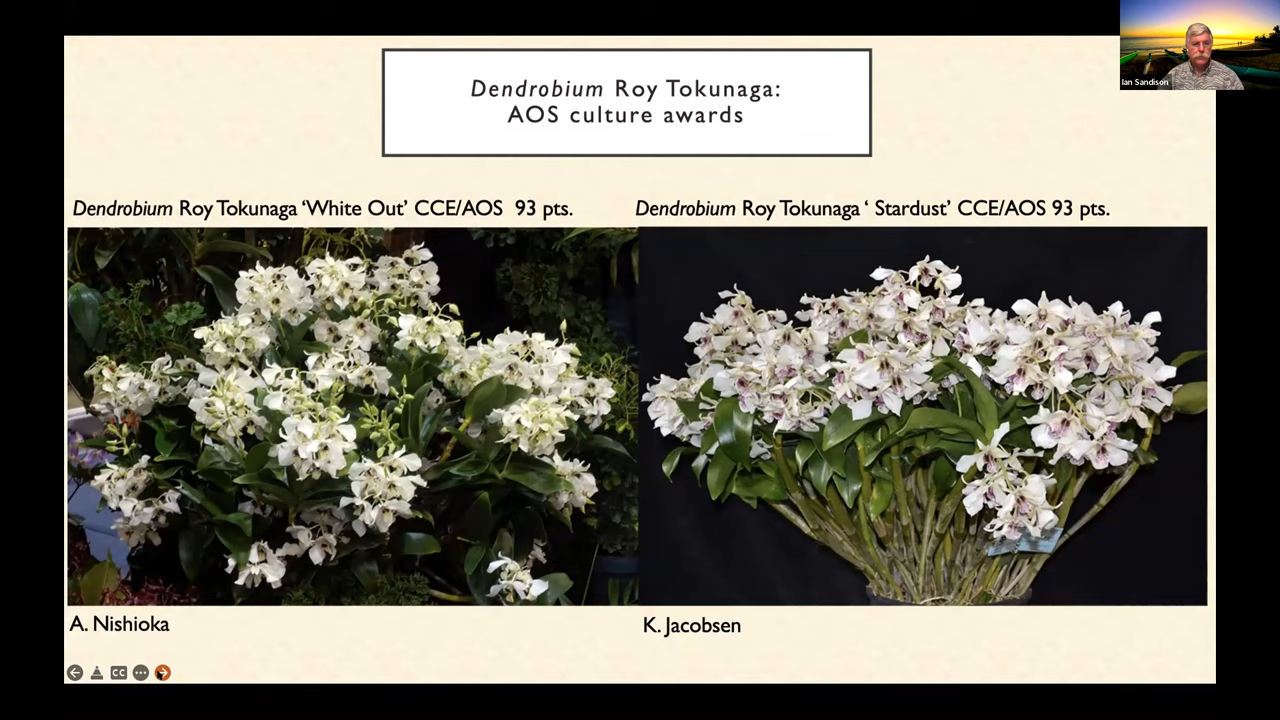 Ian Sandison
Dendrobium Roy Tokunaga:
AOS culture awards
Dendrobium Roy Tokunaga ‘White Out’ CCE/AOS 93 pts.
Dendrobium Roy Tokunaga ‘ Stardust’ CCE/AOS 93 pts.
A. Nishioka
K. Jacobsen
CC